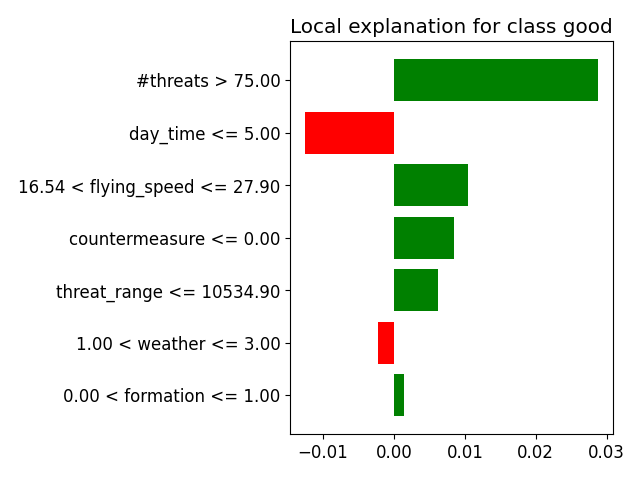 Local explanation for class good
#threats > 75.00
day_time <= 5.00
16.54 < flying_speed <= 27.90
countermeasure <= 0.00
threat_range <= 10534.90
1.00 < weather <= 3.00
0.00 < formation <= 1.00
−0.01 0.00 0.01 0.02 0.03